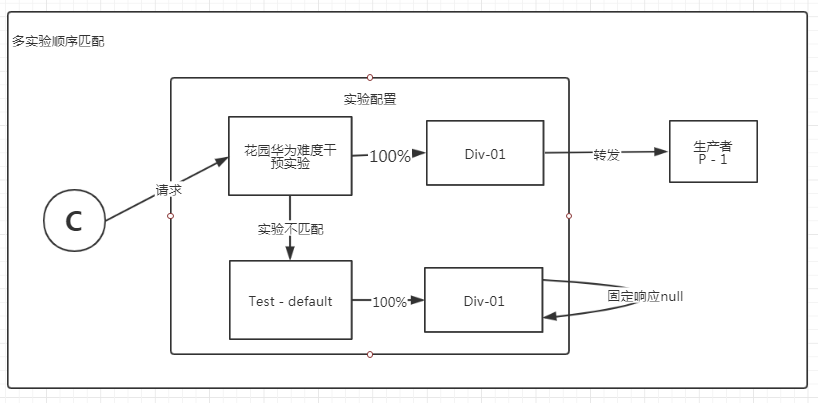 多实验顺序匹配
实验配置
花园华为难度干
预实验
100%
Div-01
转发
生产者
P - 1
请求
C
实验不匹配
Test - default
100%
Div-01
固定响应null